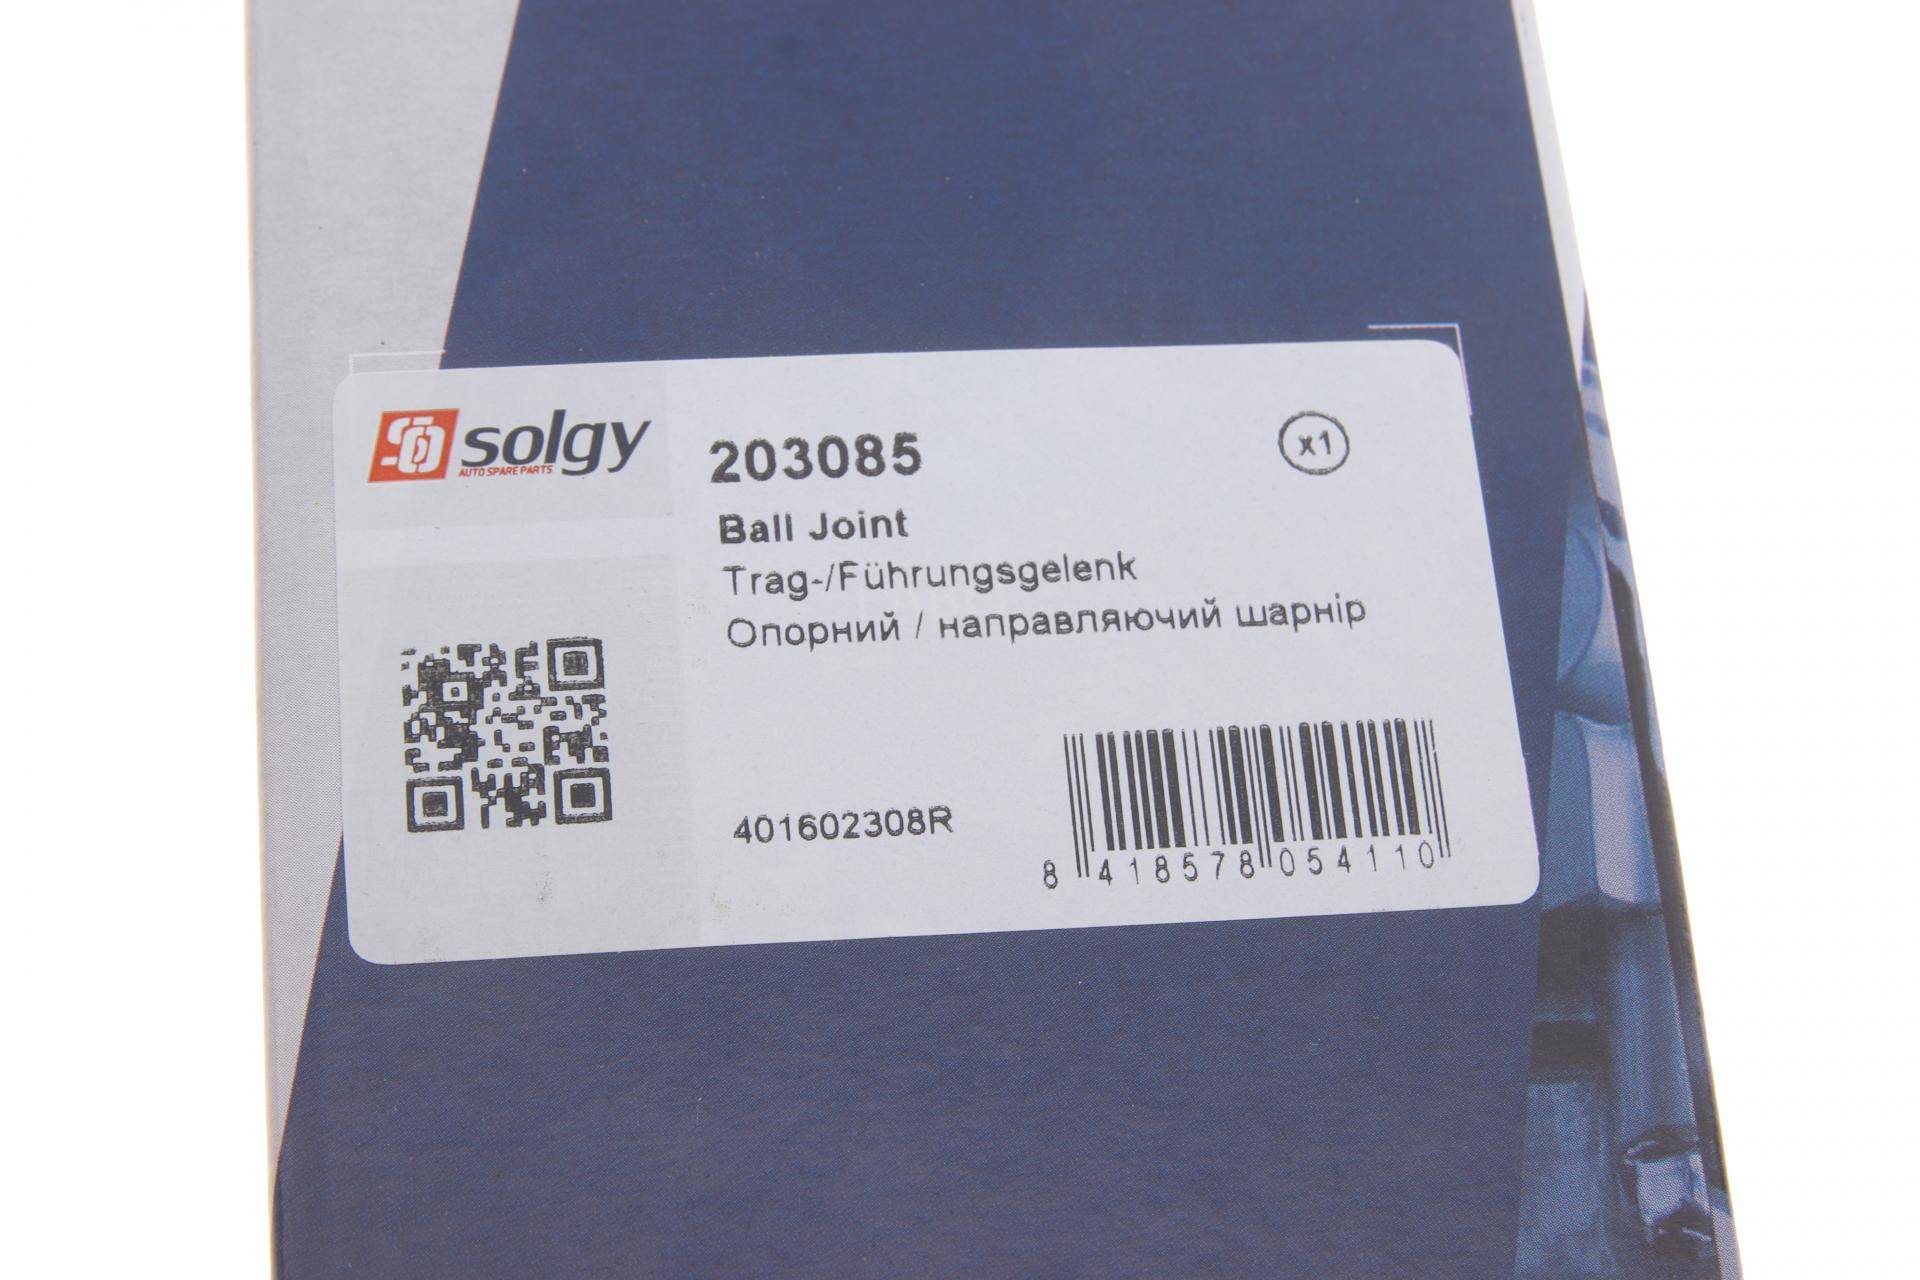 solgy
AUTO SPARE PARTS
203085
x1
Ball Joint
Trag-/Führungsgelenk
Опорний / направляючий шарнір
401602308R
8 418578 054110